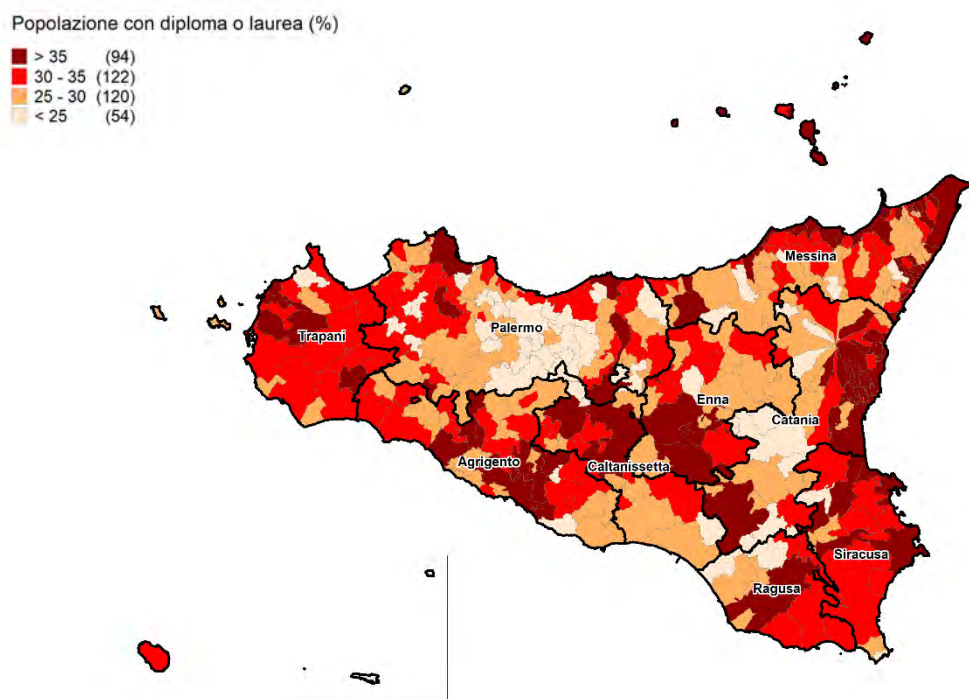 Popolazione con diploma o laurea (%)
> 35 (94)
30 - 35 (122)
25 - 30 (120)
< 25 (54)
Messina
Palermo
Trapani
Enna
Catania
Agrigento
Caltanissetta
Siracusa
Ragusa